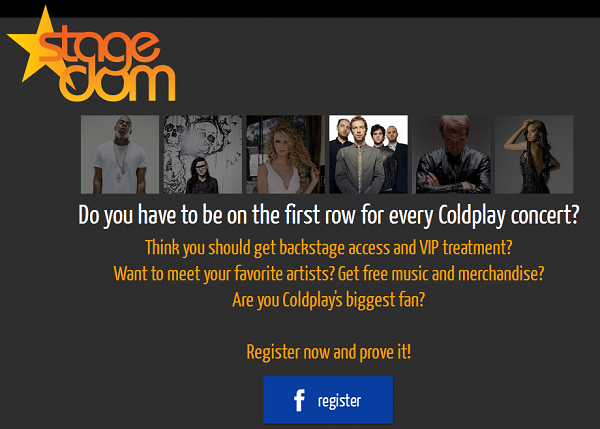 stage
dom
Do you have to be on the first row for every Coldplay concert?
Think you should get backstage access and VIP treatment?
Want to meet your favorite artists? Get free music and merchandise?
Are you Coldplay's biggest fan?
Register now and prove it!
f register